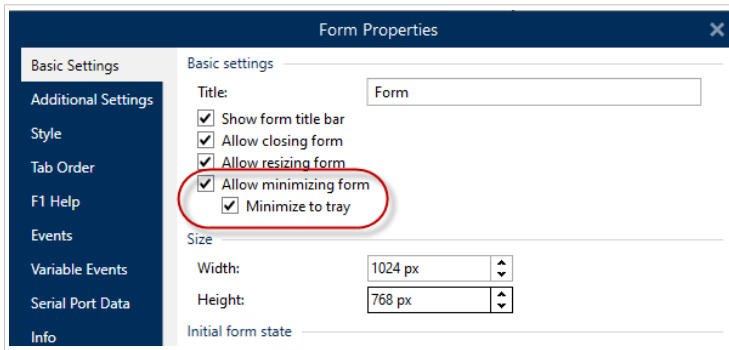 Form Properties
Basic Settings
Additional Settings
Style
Tab Order
F1 Help
Events
Variable Events
Serial Port Data
Info
Basic settings
Title: Form
Show form title bar
Allow closing form
Allow resizing form
Allow minimizing form
Minimize to tray
Size
Width: 1024 px
Height: 768 px
Initial form state